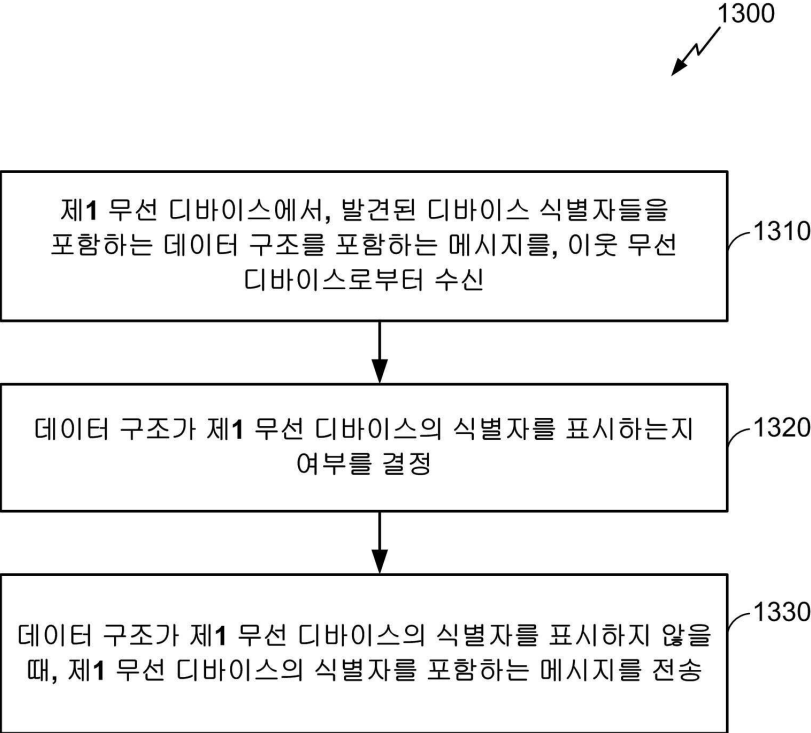 1300
제1 무선 디바이스에서, 발견된 디바이스 식별자들을
포함하는 데이터 구조를 포함하는 메시지를, 이웃 무선
디바이스로부터 수신
1310
데이터 구조가 제1 무선 디바이스의 식별자를 표시하는지
여부를 결정
1320
데이터 구조가 제1 무선 디바이스의 식별자를 표시하지 않을
때, 제1 무선 디바이스의 식별자를 포함하는 메시지를 전송
1330